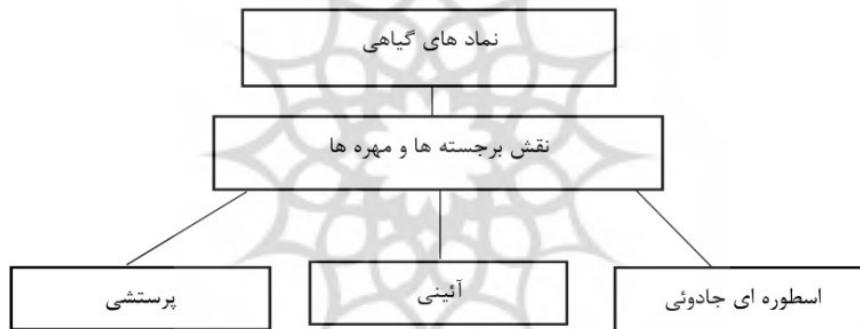 نماد های گیاهی
نقش برجسته ها و مهره ها
اسطوره ای جادوئی
آئینی
پرستشی